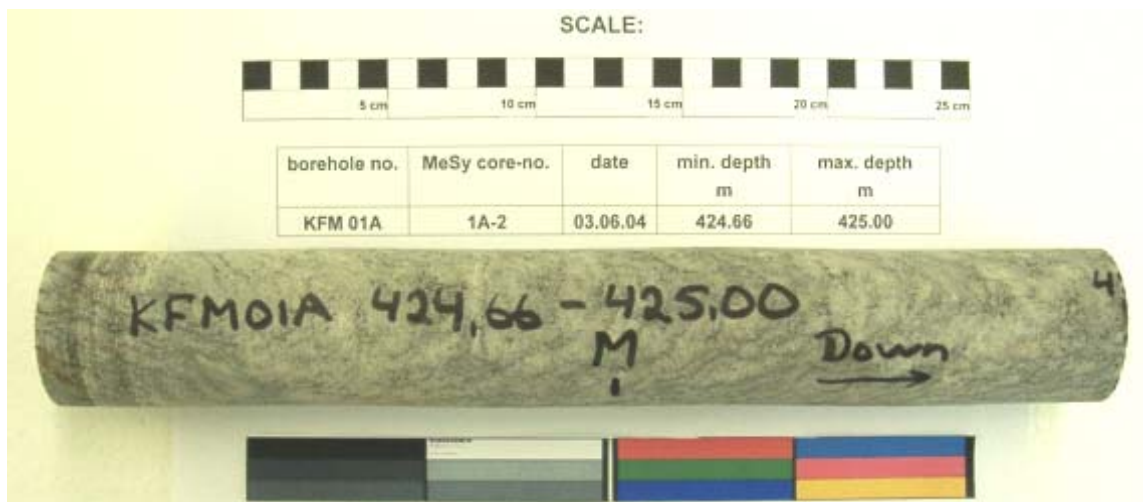 SCALE:
5 cm 10 cm 15 cm 20 cm 25 cm
borehole no. MeSy core-no. date min. depth m max. depth m
KFM 01A 1A-2 03.06.04 424.66 425.00
KFM01A 424,66 - 425,00
M
Down
4